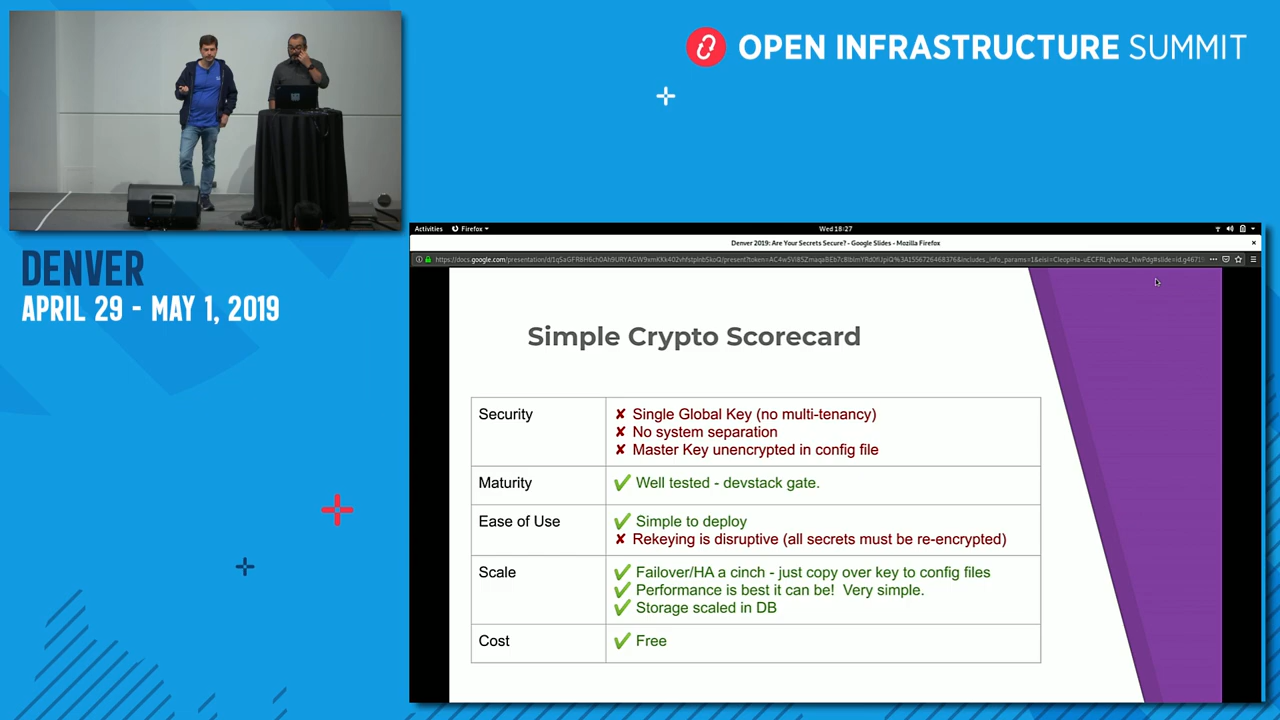 OPEN INFRASTRUCTURE SUMMIT
DENVER
APRIL 29 - MAY 1, 2019
Activities
Firefox
Wed 18:27
Denver 2019: Are Your Secrets Secure? - Google Slides - Mozilla Firefox
Simple Crypto Scorecard
Security
✘ Single Global Key (no multi-tenancy)
✘ No system separation
✘ Master Key unencrypted in config file
Maturity
✔ Well tested - devstack gate.
Ease of Use
✔ Simple to deploy
✘ Rekeying is disruptive (all secrets must be re-encrypted)
Scale
✔ Failover/HA a cinch - just copy over key to config files
✔ Performance is best it can be! Very simple.
✔ Storage scaled in DB
Cost
✔ Free